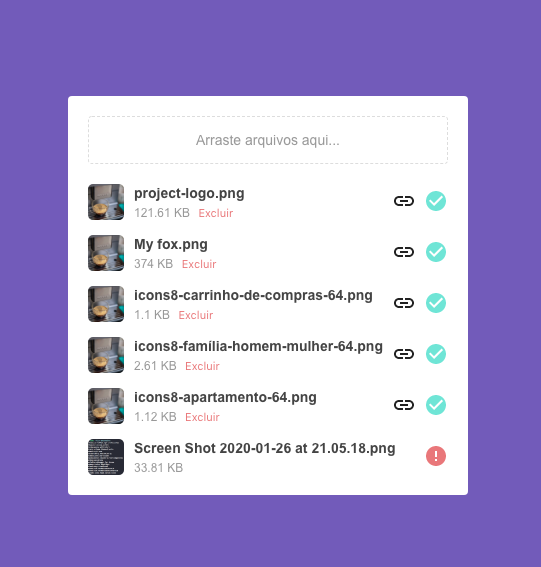 Arraste arquivos aqui...
project-logo.png
121.61 KB Excluir
My fox.png
374 KB Excluir
icons8-carrinho-de-compras-64.png
1.1 KB Excluir
icons8-família-homem-mulher-64.png
2.61 KB Excluir
icons8-apartamento-64.png
1.12 KB Excluir
Screen Shot 2020-01-26 at 21.05.18.png
33.81 KB